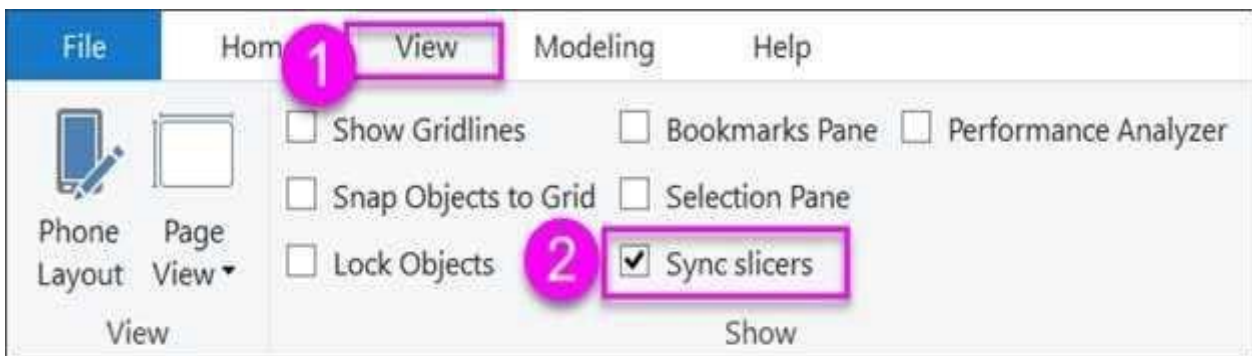 File Hom 1 View Modeling Help
Show Gridlines Bookmarks Pane Performance Analyzer
Snap Objects to Grid Selection Pane
Phone Layout
Page View
Lock Objects 2 Sync slicers
View Show